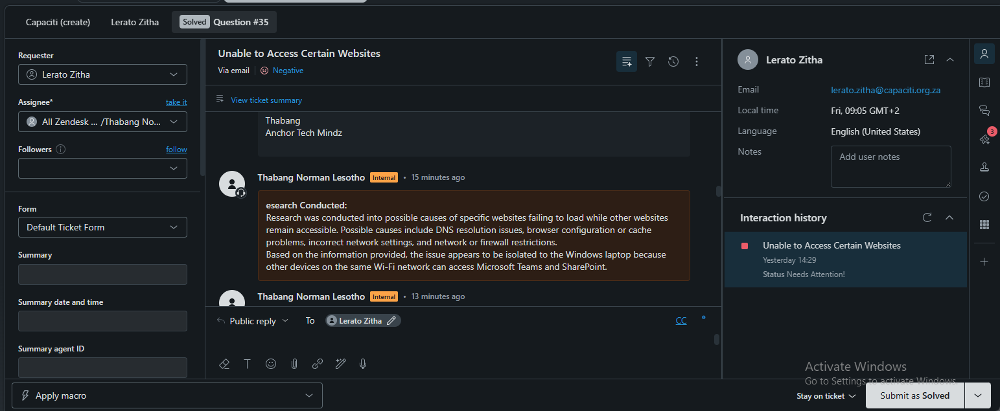 Capaciti (create)
Lerato Zitha
Solved Question #35
Requester
Lerato Zitha
Assignee*
take it
All Zendesk ... /Thabang No...
Followers
follow
Form
Default Ticket Form
Summary
Summary date and time
Summary agent ID
Apply macro
Unable to Access Certain Websites
Via email
Negative
View ticket summary
Thabang
Anchor Tech Mindz
Thabang Norman Lesotho Internal • 15 minutes ago
esearch Conducted:
Research was conducted into possible causes of specific websites failing to load while other websites
remain accessible. Possible causes include DNS resolution issues, browser configuration or cache
problems, incorrect network settings, and network or firewall restrictions.
Based on the information provided, the issue appears to be isolated to the Windows laptop because
other devices on the same Wi-Fi network can access Microsoft Teams and SharePoint.
Thabang Norman Lesotho Internal • 13 minutes ago
Public reply
To
Lerato Zitha
CC
Lerato Zitha
Email
lerato.zitha@capaciti.org.za
Local time
Fri, 09:05 GMT+2
Language
English (United States)
Notes
Add user notes
Interaction history
Unable to Access Certain Websites
Yesterday 14:29
Status Needs Attention!
3
Activate Windows
Go to Settings to activate Windows.
Stay on ticket
Submit as Solved